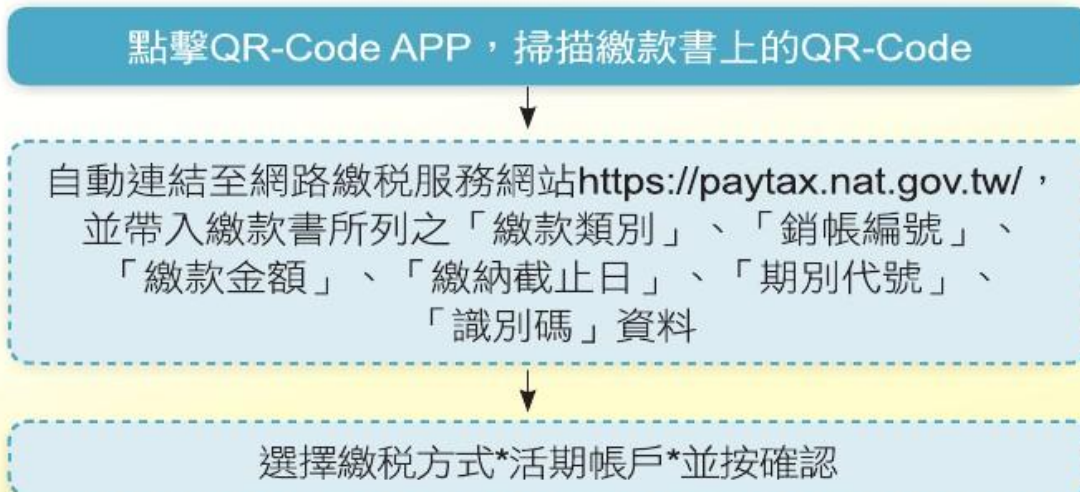 點擊QR-Code APP，掃描繳款書上的QR-Code
自動連結至網路繳稅服務網站https://paytax.nat.gov.tw/，
並帶入繳款書所列之「繳款類別」、「銷帳編號」、
「繳款金額」、「繳納截止日」、「期別代號」、
「識別碼」資料
選擇繳稅方式*活期帳戶*並按確認